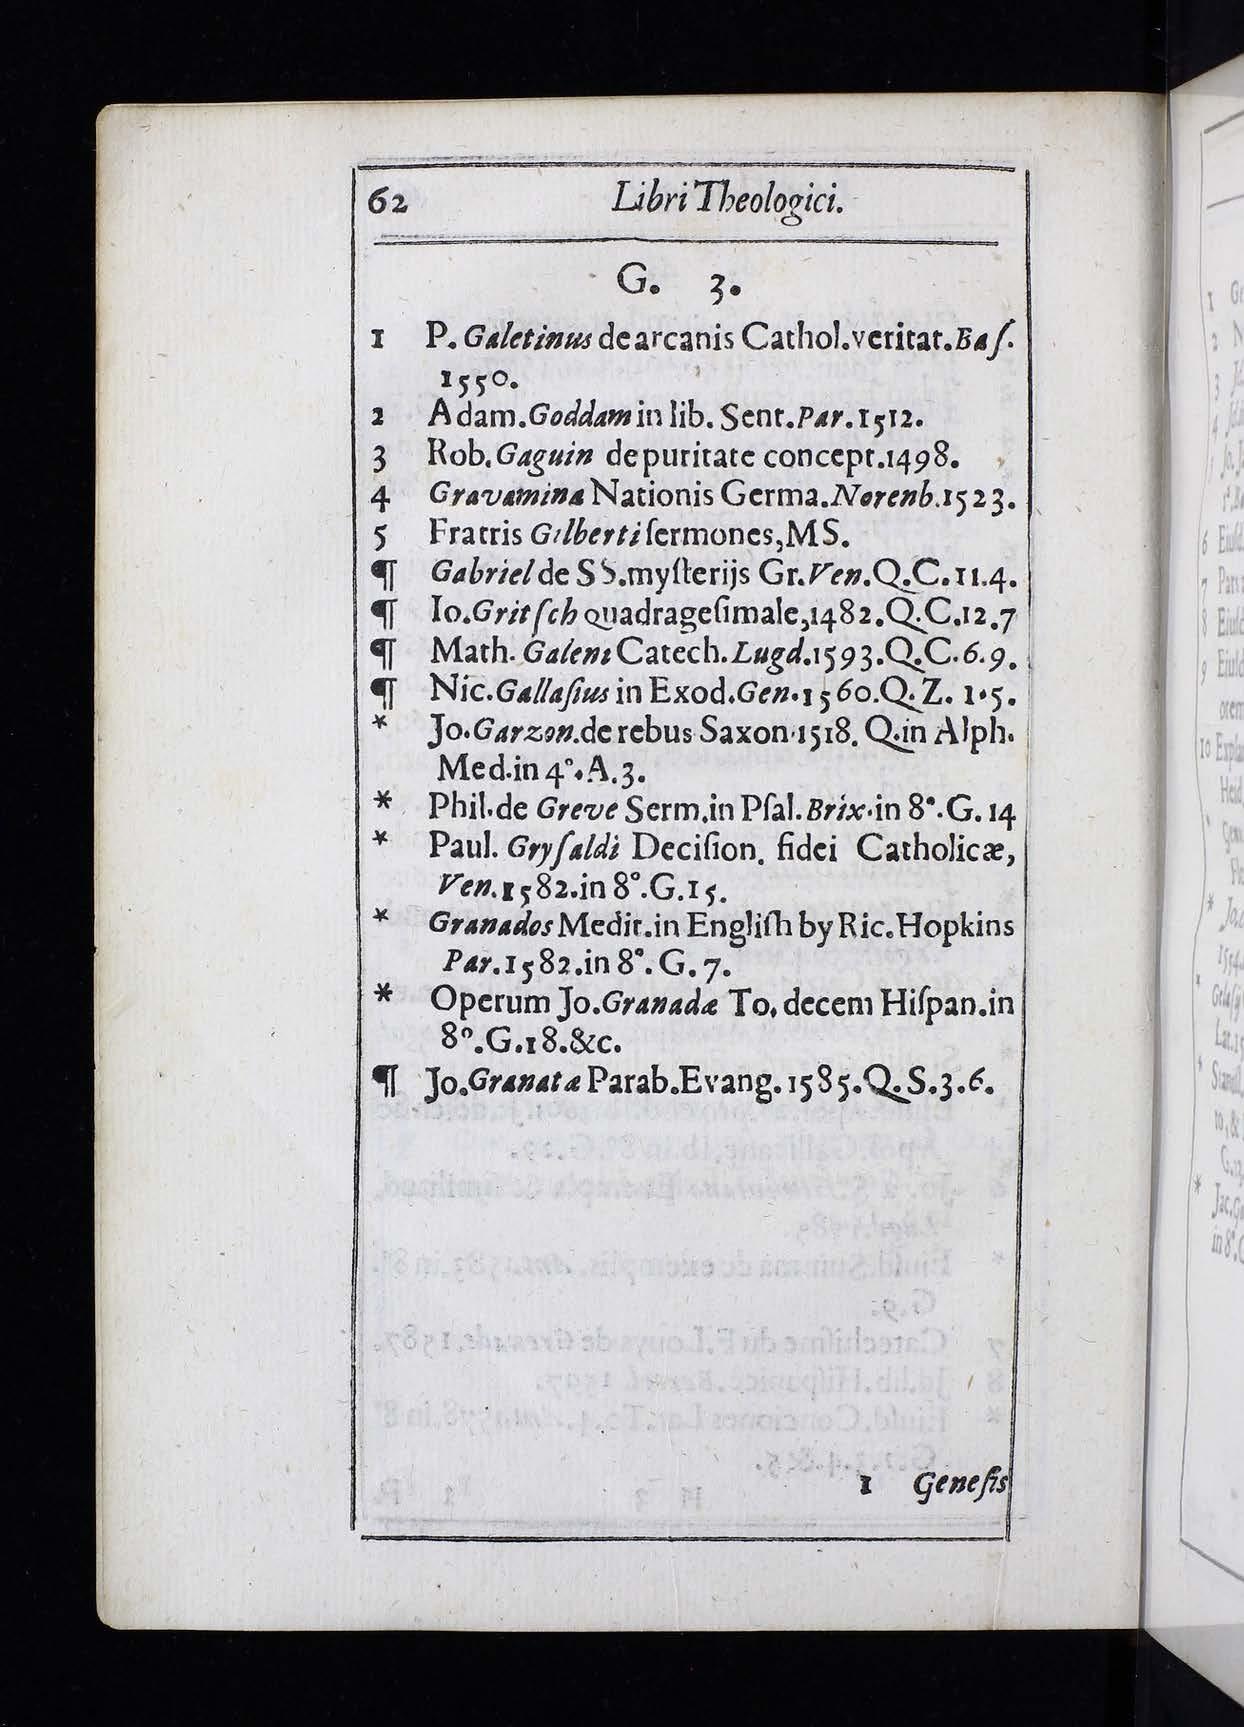 62 Libri Theologici.
G. 3.
1 P. Galetinus de arcanis Cathol.veritat.Baſ.
1550.
2 Adam.Goddam in lib. Sent.Par.1512.
3 Rob.Gaguin de puritate concept.1498.
4 Gravamina Nationis Germa.Norenb.1523.
5 Fratris Gilberti ſermones,MS.
¶ Gabriel de SS.myſterijs Gr.Ven.Q.C.11.4.
¶ Io.Gritſch quadrageſimale,1482.Q.C.12.7
¶ Math. Galeni Catech.Lugd.1593.Q.C.6.9.
¶ Nic.Gallaſius in Exod.Gen.1560.Q.Z. 1.5.
* Jo.Garzon.de rebus Saxon.1518. Q.in Alph.
Med.in 4°.A.3.
* Phil.de Greve Serm.in Pſal.Brix.in 8°.G.14
* Paul. Gryſaldi Deciſion. fidei Catholicæ,
Ven.1582.in 8°.G.15.
* Granados Medit.in Engliſh by Ric.Hopkins
Par.1582.in 8°.G.7.
* Operum Jo.Granadæ To. decem Hiſpan.in
8°.G.18.&c.
¶ Jo.Granatæ Parab.Evang.1585.Q.S.3.6.
1 Geneſis